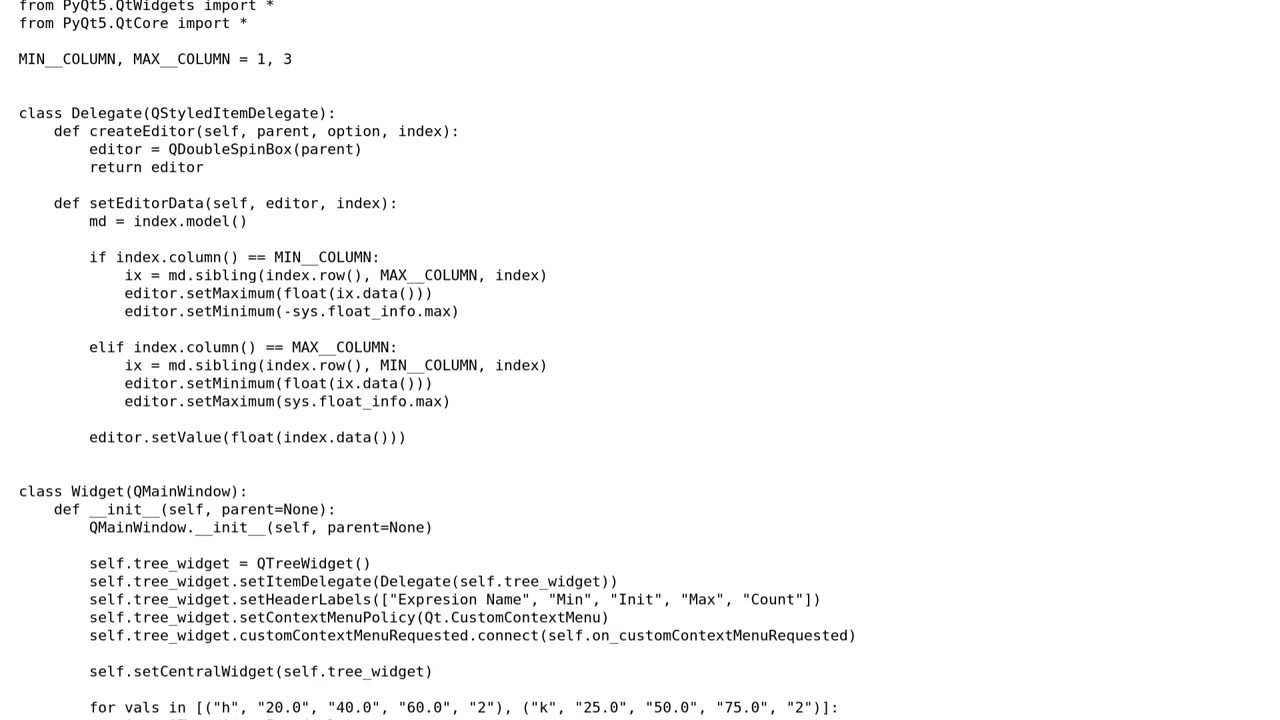 from PyQt5.QtWidgets import *
from PyQt5.QtCore import *

MIN__COLUMN, MAX__COLUMN = 1, 3


class Delegate(QStyledItemDelegate):
    def createEditor(self, parent, option, index):
        editor = QDoubleSpinBox(parent)
        return editor

    def setEditorData(self, editor, index):
        md = index.model()

        if index.column() == MIN__COLUMN:
            ix = md.sibling(index.row(), MAX__COLUMN, index)
            editor.setMaximum(float(ix.data()))
            editor.setMinimum(-sys.float_info.max)

        elif index.column() == MAX__COLUMN:
            ix = md.sibling(index.row(), MIN__COLUMN, index)
            editor.setMinimum(float(ix.data()))
            editor.setMaximum(sys.float_info.max)

        editor.setValue(float(index.data()))


class Widget(QMainWindow):
    def __init__(self, parent=None):
        QMainWindow.__init__(self, parent=None)

        self.tree_widget = QTreeWidget()
        self.tree_widget.setItemDelegate(Delegate(self.tree_widget))
        self.tree_widget.setHeaderLabels(["Expresion Name", "Min", "Init", "Max", "Count"])
        self.tree_widget.setContextMenuPolicy(Qt.CustomContextMenu)
        self.tree_widget.customContextMenuRequested.connect(self.on_customContextMenuRequested)

        self.setCentralWidget(self.tree_widget)

        for vals in [("h", "20.0", "40.0", "60.0", "2"), ("k", "25.0", "50.0", "75.0", "2")]: